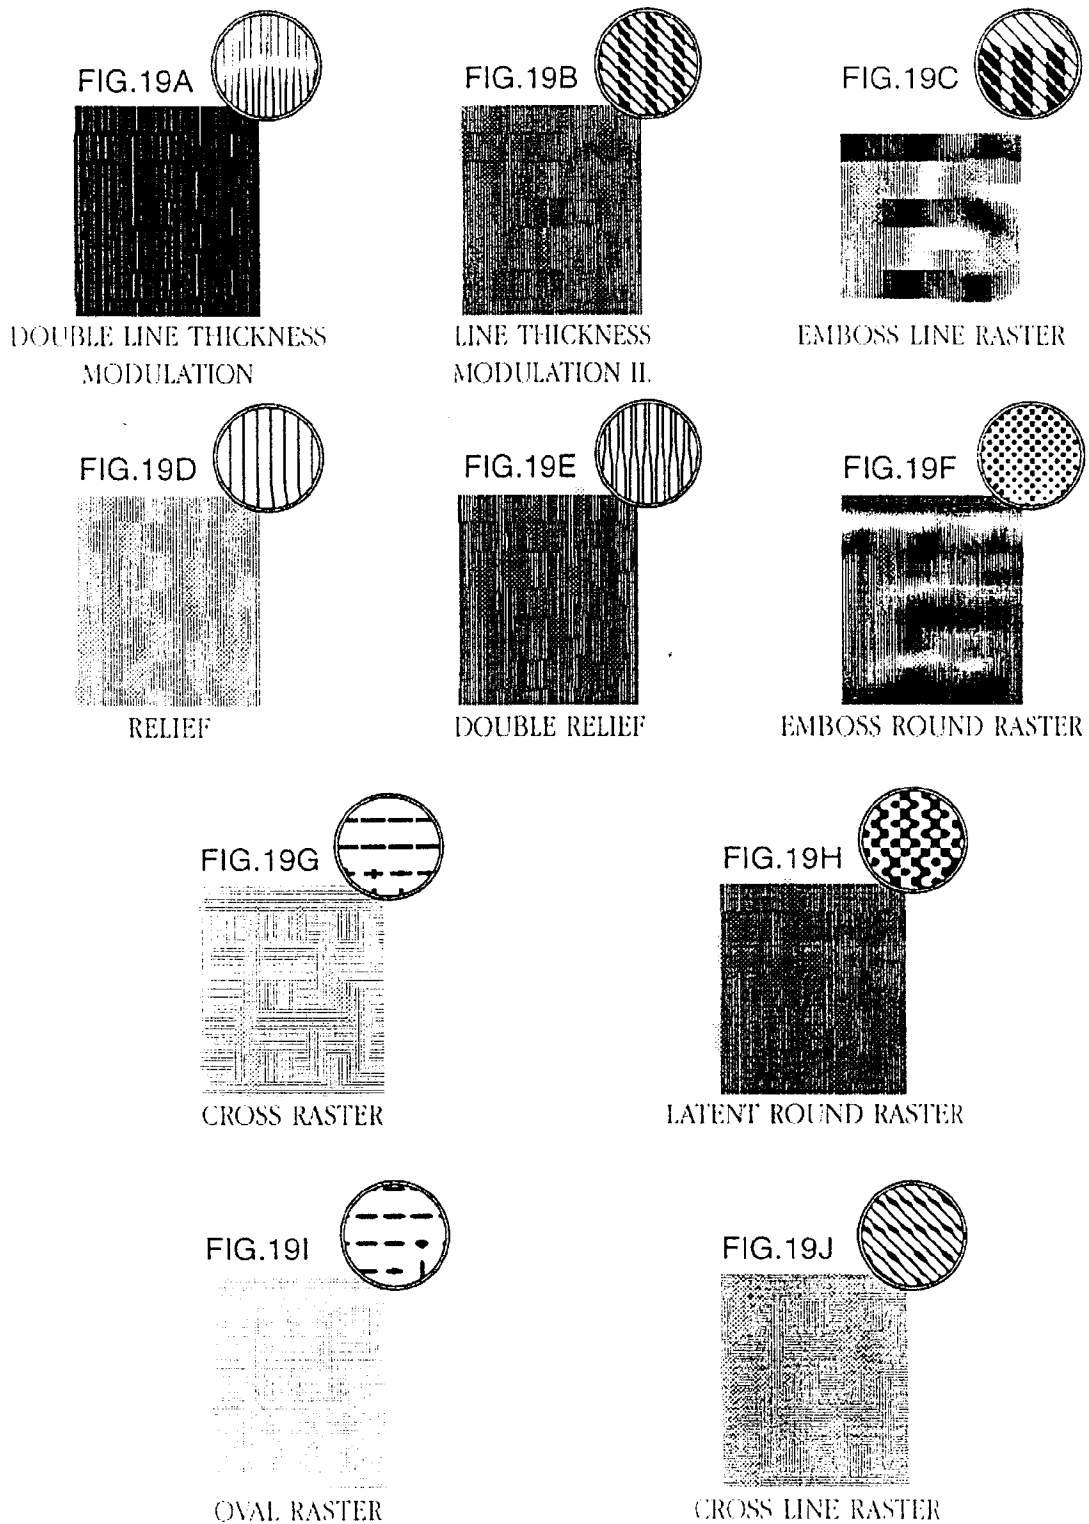 FIG.19A
DOUBLE LINE THICKNESS
MODULATION
FIG.19B
LINE THICKNESS
MODULATION II.
FIG.19C
EMBOSS LINE RASTER
FIG.19D
RELIEF
FIG.19E
DOUBLE RELIEF
FIG.19F
EMBOSS ROUND RASTER
FIG.19G
CROSS RASTER
FIG.19H
LATENT ROUND RASTER
FIG.19I
OVAL RASTER
FIG.19J
CROSS LINE RASTER